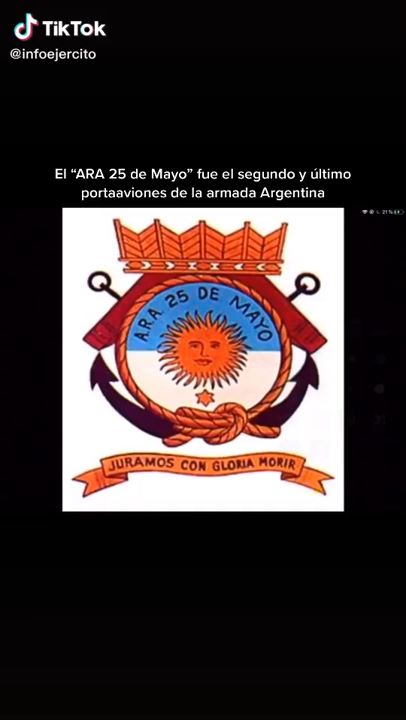 TikTok
@infoejercito
El “ARA 25 de Mayo” fue el segundo y último
portaaviones de la armada Argentina
21%
A.R.A 25 DE MAYO
JURAMOS CON GLORIA MORIR